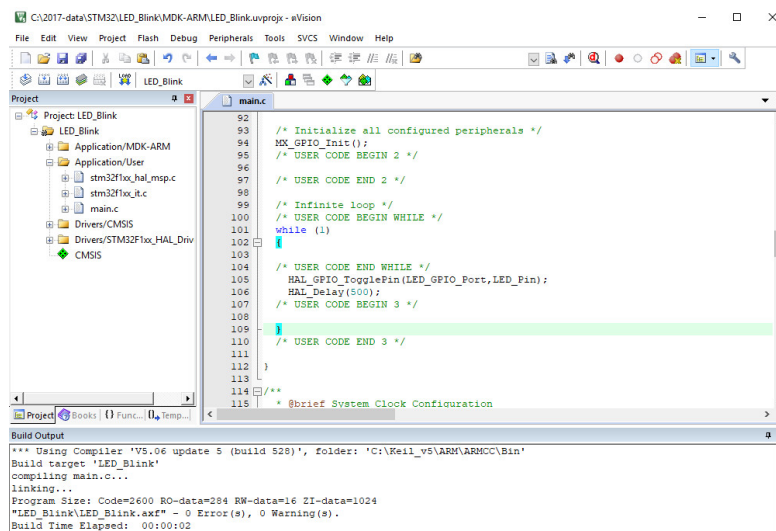 C:\2017-data\STM32\LED_Blink\MDK-ARM\LED_Blink.uvprojx - µVision
File Edit View Project Flash Debug Peripherals Tools SVCS Window Help
LOAD
LED_Blink
Project
main.c
Project: LED_Blink
LED_Blink
Application/MDK-ARM
Application/User
stm32f1xx_hal_msp.c
stm32f1xx_it.c
main.c
Drivers/CMSIS
Drivers/STM32F1xx_HAL_Driv
CMSIS
Project Books {} Func... Temp...
92
93 /* Initialize all configured peripherals */
94 MX_GPIO_Init();
95 /* USER CODE BEGIN 2 */
96
97 /* USER CODE END 2 */
98
99 /* Infinite loop */
100 /* USER CODE BEGIN WHILE */
101 while (1)
102 {
103
104 /* USER CODE END WHILE */
105 HAL_GPIO_TogglePin(LED_GPIO_Port,LED_Pin);
106 HAL_Delay(500);
107 /* USER CODE BEGIN 3 */
108
109 }
110 /* USER CODE END 3 */
111
112 }
113
114 /**
115 * @brief System Clock Configuration
Build Output
*** Using Compiler 'V5.06 update 5 (build 528)', folder: 'C:\Keil_v5\ARM\ARMCC\Bin'
Build target 'LED_Blink'
compiling main.c...
linking...
Program Size: Code=2600 RO-data=284 RW-data=16 ZI-data=1024
"LED_Blink\LED_Blink.axf" - 0 Error(s), 0 Warning(s).
Build Time Elapsed: 00:00:02